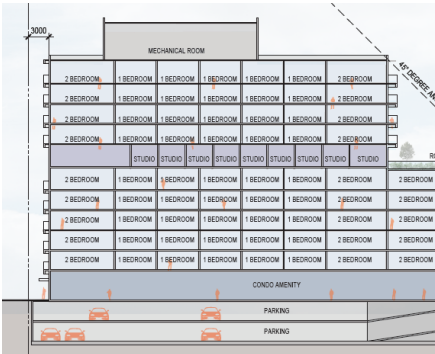 3000
MECHANICAL ROOM
45° DEGREE AN
2 BEDROOM 1 BEDROOM 1 BEDROOM 1 BEDROOM 1 BEDROOM 1 BEDROOM 2 BEDROOM
2 BEDROOM 1 BEDROOM 1 BEDROOM 1 BEDROOM 1 BEDROOM 1 BEDROOM 2 BEDROOM
2 BEDROOM 1 BEDROOM 1 BEDROOM 1 BEDROOM 1 BEDROOM 1 BEDROOM 2 BEDROOM
2 BEDROOM 1 BEDROOM 1 BEDROOM 1 BEDROOM 1 BEDROOM 1 BEDROOM 2 BEDROOM
STUDIO STUDIO STUDIO STUDIO STUDIO STUDIO STUDIO STUDIO STUDIO RO
2 BEDROOM 1 BEDROOM 1 BEDROOM 1 BEDROOM 1 BEDROOM 1 BEDROOM 2 BEDROOM 2 BEDROOM
2 BEDROOM 1 BEDROOM 1 BEDROOM 1 BEDROOM 1 BEDROOM 1 BEDROOM 2 BEDROOM 2 BEDROOM
2 BEDROOM 1 BEDROOM 1 BEDROOM 1 BEDROOM 1 BEDROOM 1 BEDROOM 2 BEDROOM 2 BEDROOM
2 BEDROOM 1 BEDROOM 1 BEDROOM 1 BEDROOM 1 BEDROOM 1 BEDROOM 2 BEDROOM 2 BEDROOM
2 BEDROOM 1 BEDROOM 1 BEDROOM 1 BEDROOM 1 BEDROOM 1 BEDROOM 2 BEDROOM 2 BEDROOM
CONDO AMENITY
PARKING
PARKING